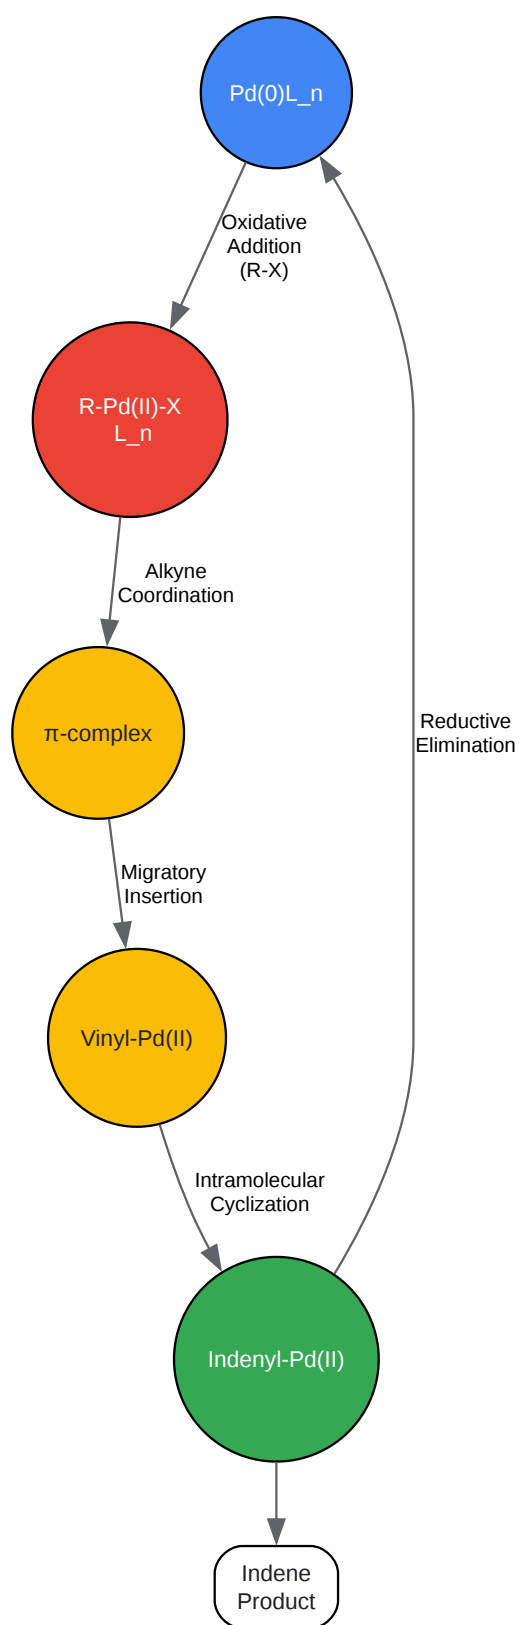 Pd(0)L_n
Oxidative
Addition
(R-X)
R-Pd(II)-X
L_n
Alkyne
Coordination
π-complex
Reductive
Elimination
Migratory
Insertion
Vinyl-Pd(II)
Intramolecular
Cyclization
Indenyl-Pd(II)
Indene
Product